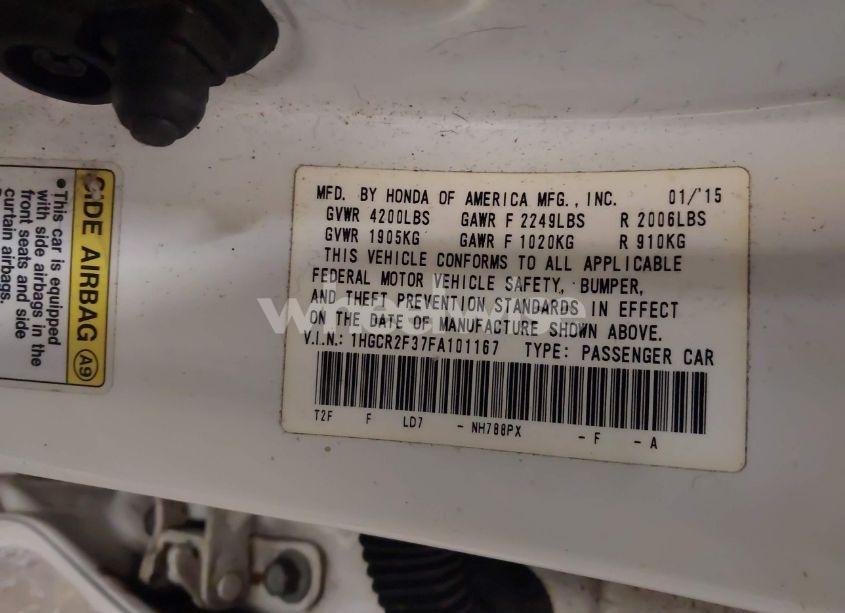 SIDE AIRBAG A9
•This car is equipped
with side airbags in the
front seats and side
curtain airbags.
MFD. BY HONDA OF AMERICA MFG., INC. 01/'15
GVWR 4200LBS GAWR F 2249LBS R 2006LBS
GVWR 1905KG GAWR F 1020KG R 910KG
THIS VEHICLE CONFORMS TO ALL APPLICABLE
FEDERAL MOTOR VEHICLE SAFETY, BUMPER,
AND THEFT PREVENTION STANDARDS IN EFFECT
ON THE DATE OF MANUFACTURE SHOWN ABOVE.
V.I.N.: 1HGCR2F37FA101167 TYPE: PASSENGER CAR
T2F F LD7 - NH788PX - F - A